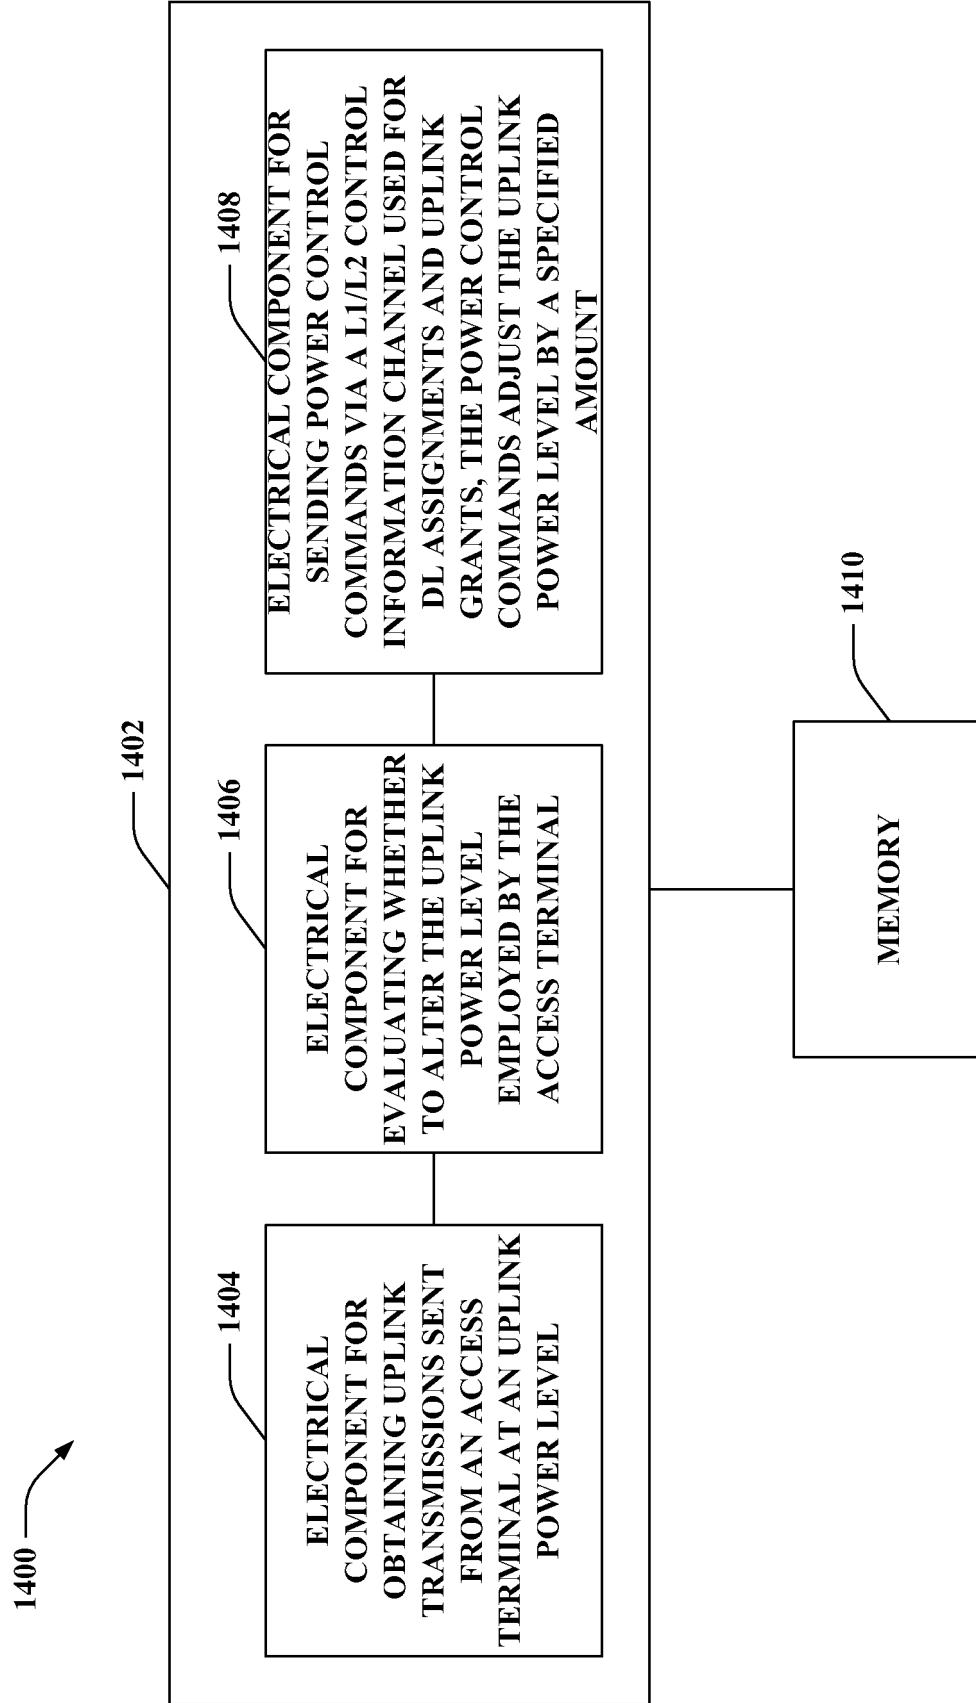 1400
1402
1404
ELECTRICAL
COMPONENT FOR
OBTAINING UPLINK
TRANSMISSIONS SENT
FROM AN ACCESS
TERMINAL AT AN UPLINK
POWER LEVEL
1406
ELECTRICAL
COMPONENT FOR
EVALUATING WHETHER
TO ALTER THE UPLINK
POWER LEVEL
EMPLOYED BY THE
ACCESS TERMINAL
1408
ELECTRICAL COMPONENT FOR
SENDING POWER CONTROL
COMMANDS VIA A L1/L2 CONTROL
INFORMATION CHANNEL USED FOR
DL ASSIGNMENTS AND UPLINK
GRANTS, THE POWER CONTROL
COMMANDS ADJUST THE UPLINK
POWER LEVEL BY A SPECIFIED
AMOUNT
1410
MEMORY